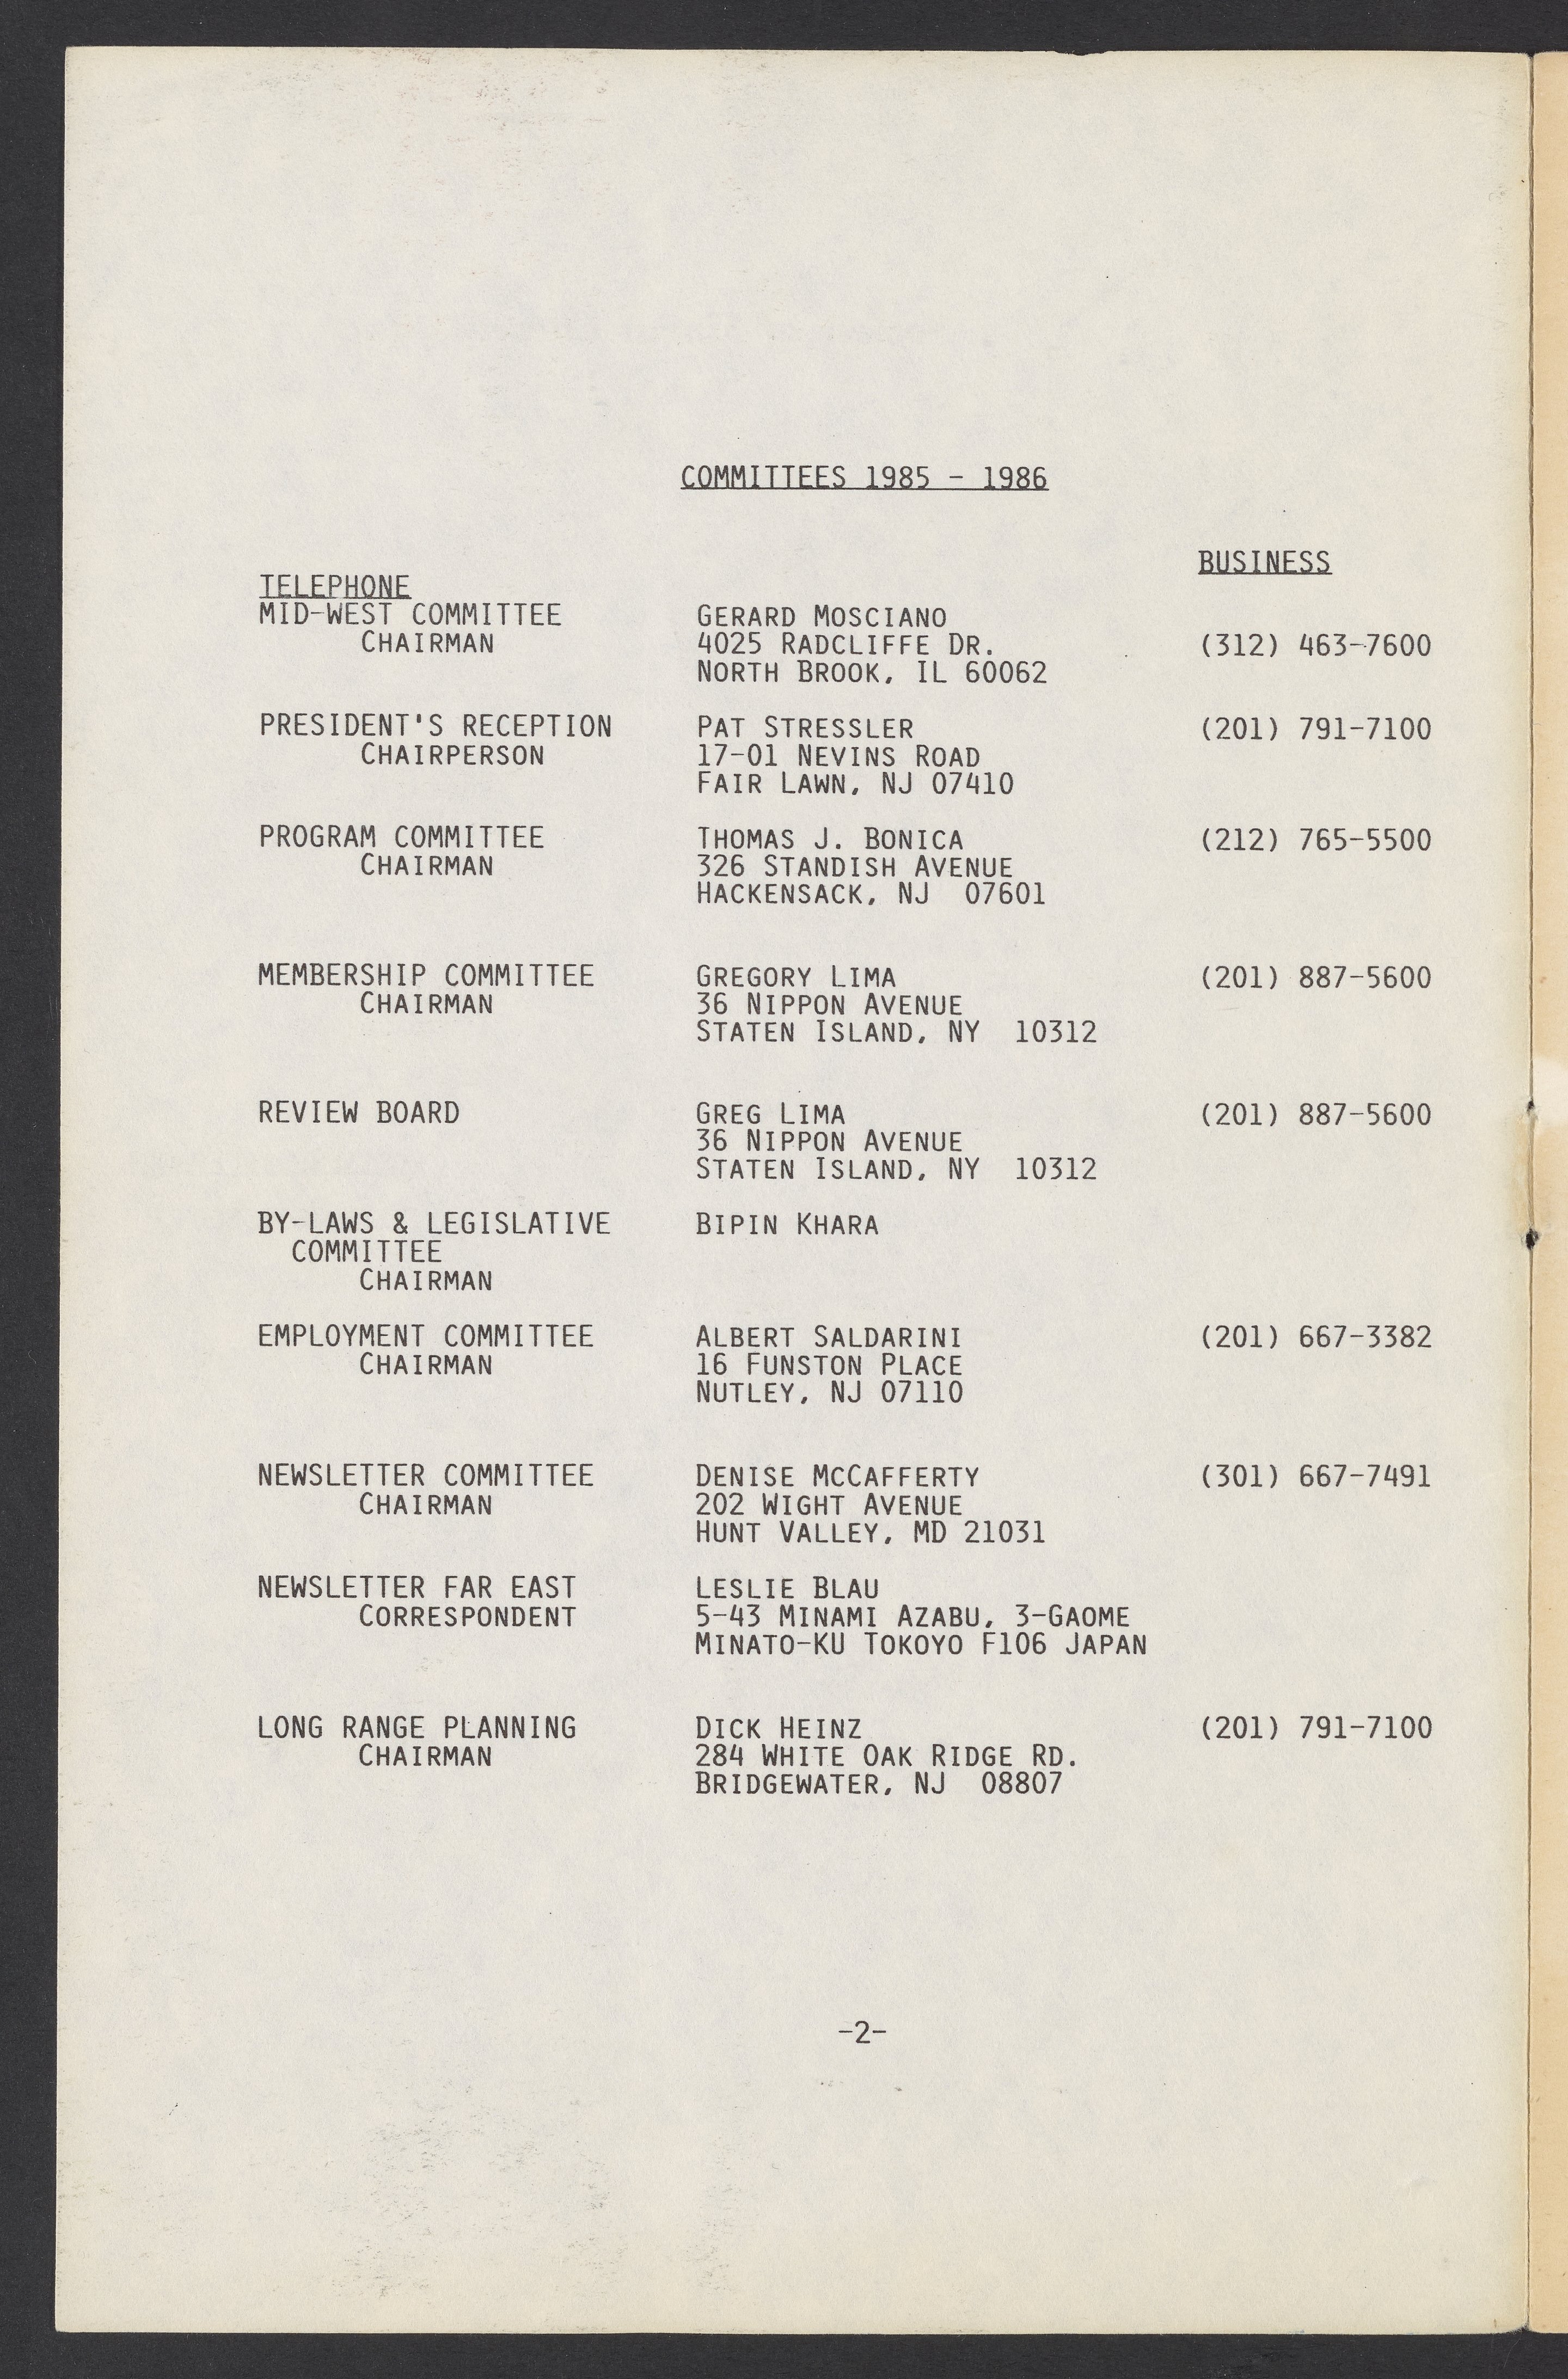 COMMITTEES 1985 - 1986
BUSINESS
TELEPHONE
MID-WEST COMMITTEE GERARD MOSCIANO
CHAIRMAN 4025 RADCLIFFE DR. (312) 463-7600
NORTH BROOK, IL 60062
PRESIDENT'S RECEPTION PAT STRESSLER (201) 791-7100
CHAIRPERSON 17-01 NEVINS ROAD
FAIR LAWN, NJ 07410
PROGRAM COMMITTEE THOMAS J. BONICA (212) 765-5500
CHAIRMAN 326 STANDISH AVENUE
HACKENSACK, NJ 07601
MEMBERSHIP COMMITTEE GREGORY LIMA (201) 887-5600
CHAIRMAN 36 NIPPON AVENUE
STATEN ISLAND, NY 10312
REVIEW BOARD GREG LIMA (201) 887-5600
36 NIPPON AVENUE
STATEN ISLAND, NY 10312
BY-LAWS & LEGISLATIVE BIPIN KHARA
COMMITTEE
CHAIRMAN
EMPLOYMENT COMMITTEE ALBERT SALDARINI (201) 667-3382
CHAIRMAN 16 FUNSTON PLACE
NUTLEY, NJ 07110
NEWSLETTER COMMITTEE DENISE MCCAFFERTY (301) 667-7491
CHAIRMAN 202 WIGHT AVENUE
HUNT VALLEY, MD 21031
NEWSLETTER FAR EAST LESLIE BLAU
CORRESPONDENT 5-43 MINAMI AZABU, 3-GAOME
MINATO-KU TOKOYO F106 JAPAN
LONG RANGE PLANNING DICK HEINZ (201) 791-7100
CHAIRMAN 284 WHITE OAK RIDGE RD.
BRIDGEWATER, NJ 08807
-2-